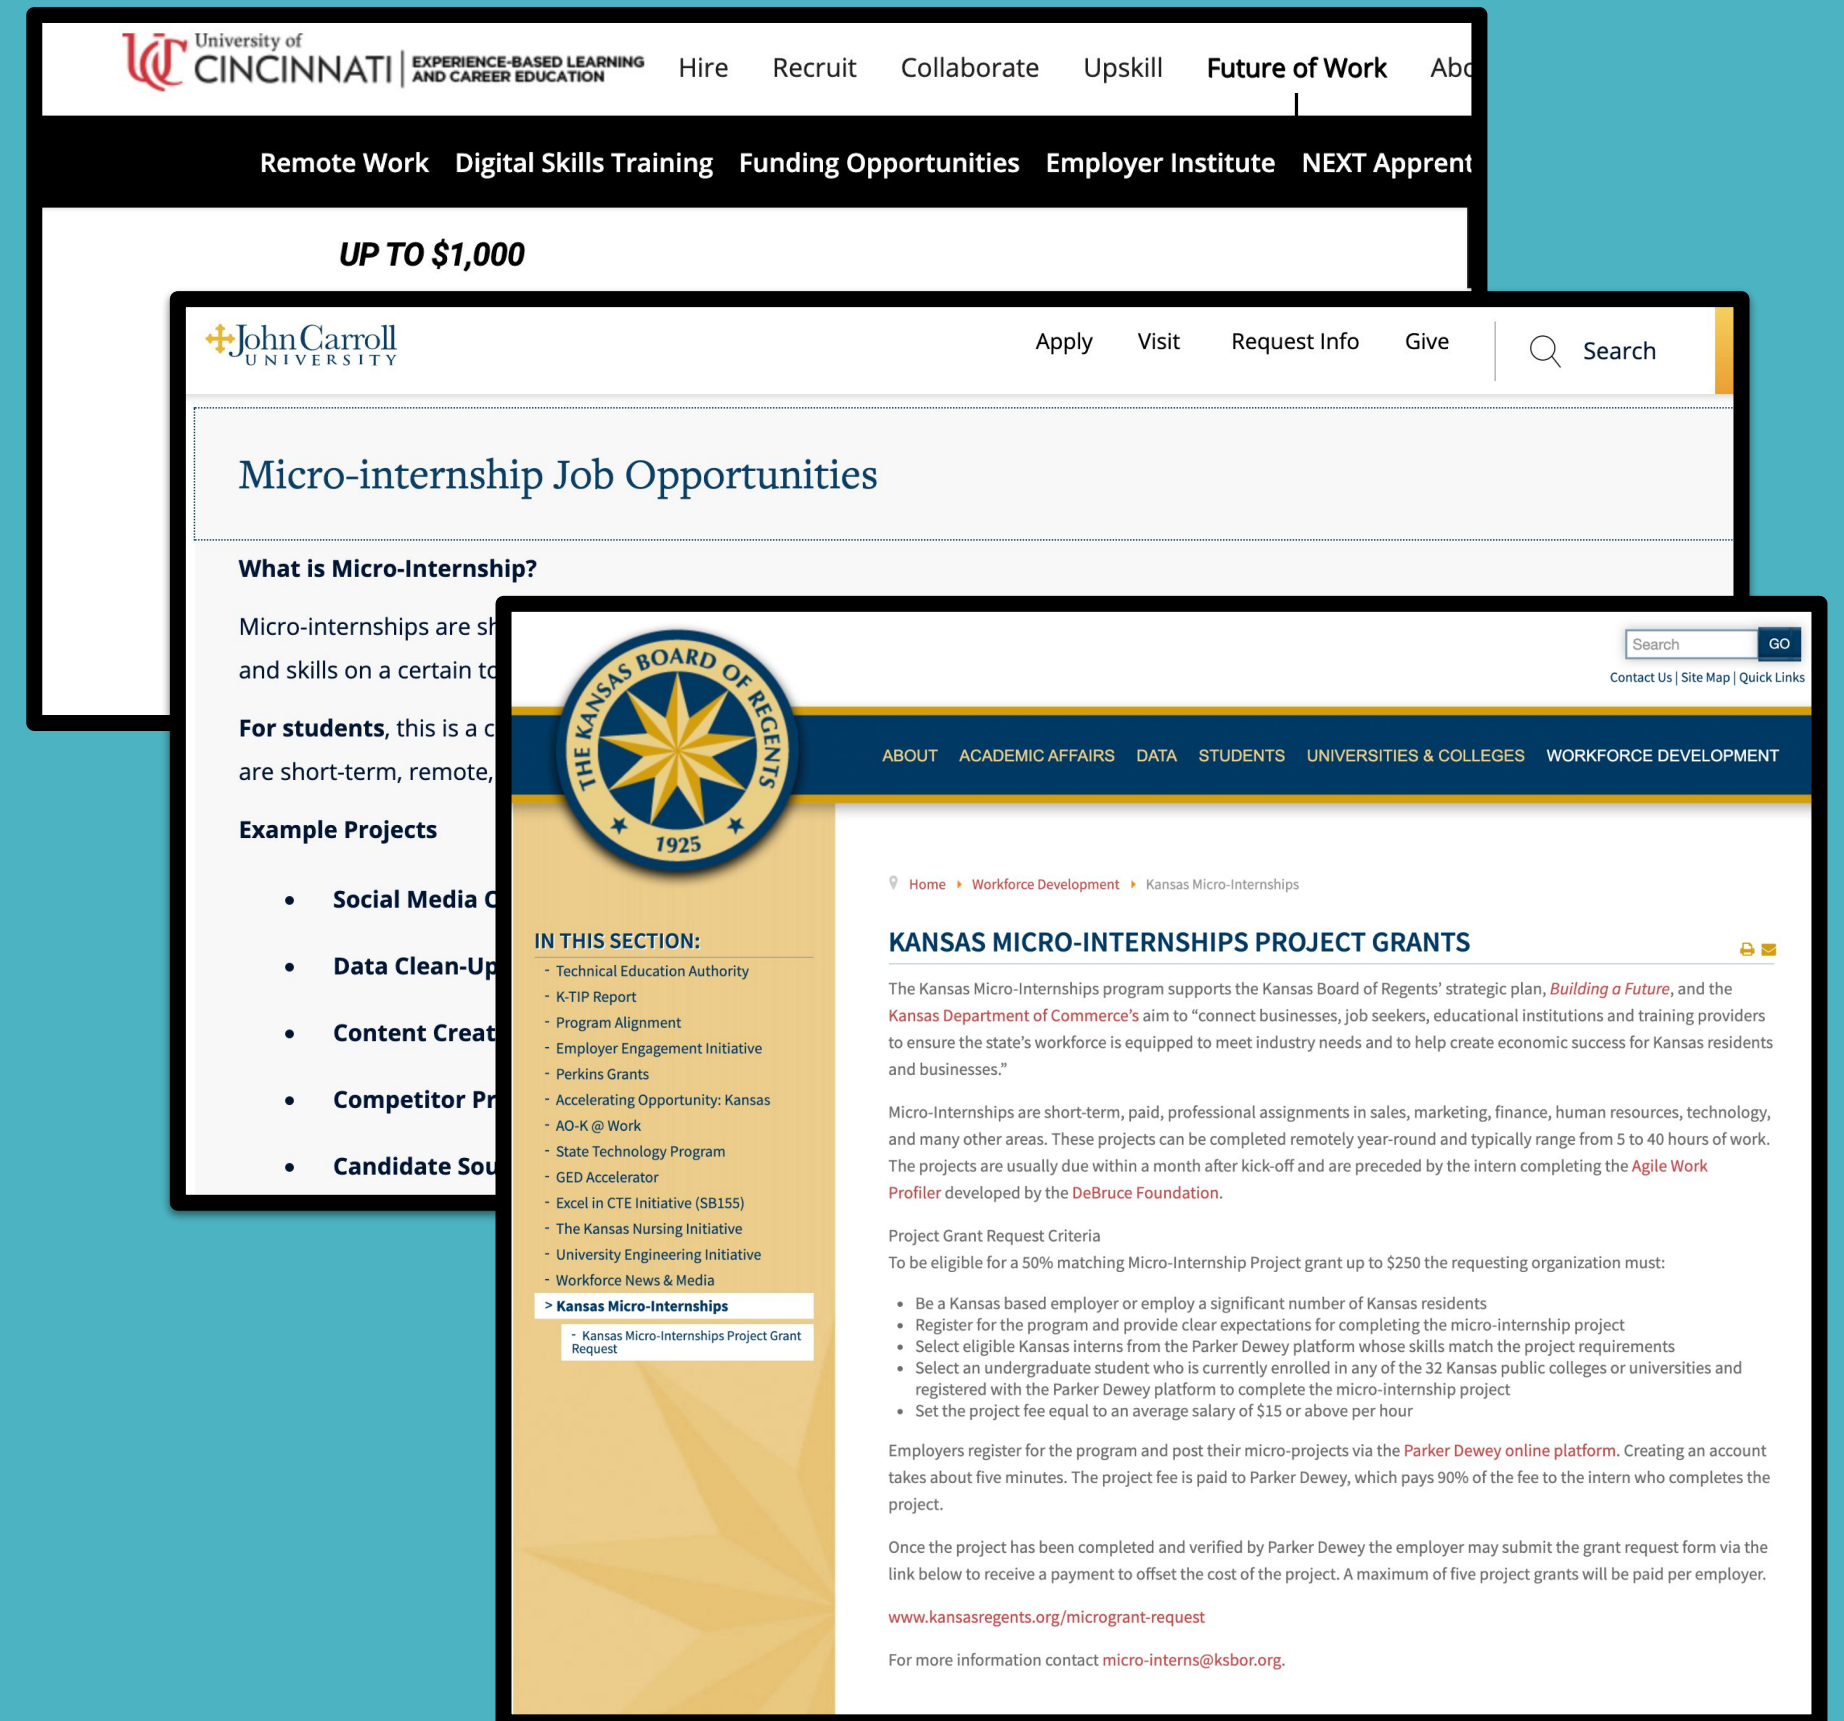 University of
CINCINNATI
EXPERIENCE-BASED LEARNING
AND CAREER EDUCATION
Hire Recruit Collaborate Upskill Future of Work
Remote Work Digital Skills Training Funding Opportunities Employer Institute NEXT Apprent
UP TO $1,000
John Carroll
UNIVERSITY
Apply Visit Request Info Give Search
Micro-internship Job Opportunities
What is Micro-Internship?
Micro-internships are sh
and skills on a certain to
For students, this is a c
are short-term, remote,
Example Projects
• Social Media C
• Data Clean-Up
• Content Creat
• Competitor Pr
• Candidate Sou
THE KANSAS BOARD OF REGENTS
1925
Search GO
Contact Us | Site Map | Quick Links
ABOUT ACADEMIC AFFAIRS DATA STUDENTS UNIVERSITIES & COLLEGES WORKFORCE DEVELOPMENT
IN THIS SECTION:
- Technical Education Authority
- K-TIP Report
- Program Alignment
- Employer Engagement Initiative
- Perkins Grants
- Accelerating Opportunity: Kansas
- AO-K @ Work
- State Technology Program
- GED Accelerator
- Excel in CTE Initiative (SB155)
- The Kansas Nursing Initiative
- University Engineering Initiative
- Workforce News & Media
> Kansas Micro-Internships
- Kansas Micro-Internships Project Grant
Request
Home Workforce Development Kansas Micro-Internships
KANSAS MICRO-INTERNSHIPS PROJECT GRANTS
The Kansas Micro-Internships program supports the Kansas Board of Regents’ strategic plan, Building a Future, and the
Kansas Department of Commerce’s aim to “connect businesses, job seekers, educational institutions and training providers
to ensure the state’s workforce is equipped to meet industry needs and to help create economic success for Kansas residents
and businesses.”
Micro-Internships are short-term, paid, professional assignments in sales, marketing, finance, human resources, technology,
and many other areas. These projects can be completed remotely year-round and typically range from 5 to 40 hours of work.
The projects are usually due within a month after kick-off and are preceded by the intern completing the Agile Work
Profiler developed by the DeBruce Foundation.
Project Grant Request Criteria
To be eligible for a 50% matching Micro-Internship Project grant up to $250 the requesting organization must:
• Be a Kansas based employer or employ a significant number of Kansas residents
• Register for the program and provide clear expectations for completing the micro-internship project
• Select eligible Kansas interns from the Parker Dewey platform whose skills match the project requirements
• Select an undergraduate student who is currently enrolled in any of the 32 Kansas public colleges or universities and
registered with the Parker Dewey platform to complete the micro-internship project
• Set the project fee equal to an average salary of $15 or above per hour
Employers register for the program and post their micro-projects via the Parker Dewey online platform. Creating an account
takes about five minutes. The project fee is paid to Parker Dewey, which pays 90% of the fee to the intern who completes the
project.
Once the project has been completed and verified by Parker Dewey the employer may submit the grant request form via the
link below to receive a payment to offset the cost of the project. A maximum of five project grants will be paid per employer.
www.kansasregents.org/microgrant-request
For more information contact micro-interns@ksbor.org.